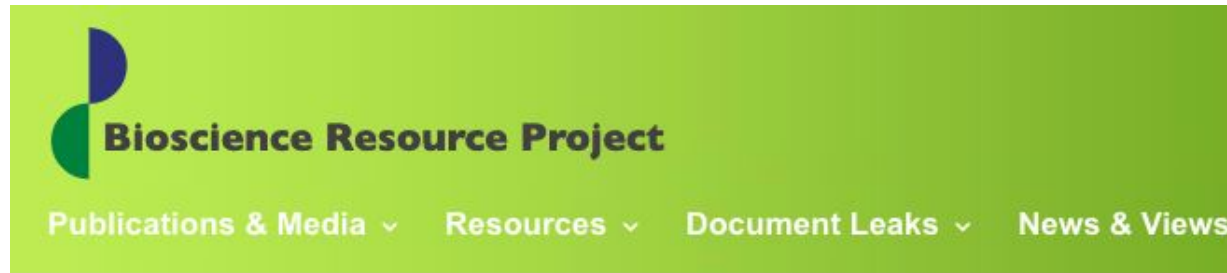 Bioscience Resource Project
Publications & Media Resources Document Leaks News & Views